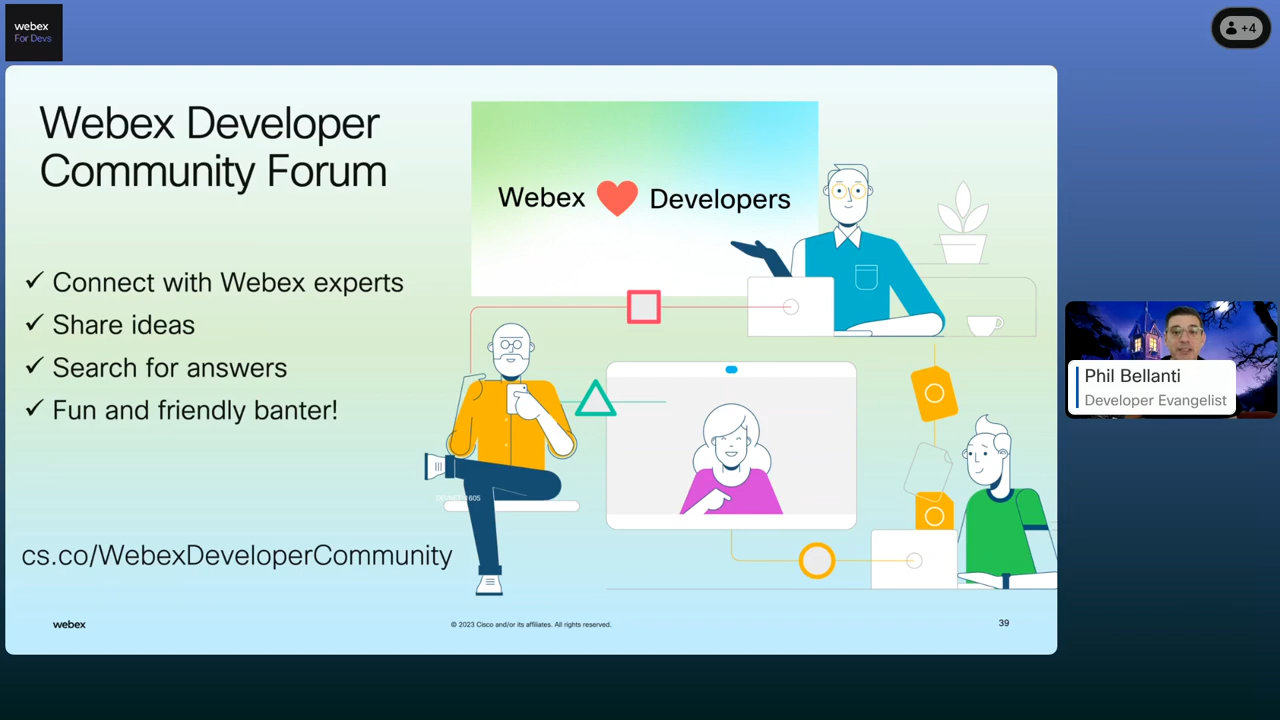 webex
For Devs
+4
Webex Developer
Community Forum
Webex Developers
✓ Connect with Webex experts
✓ Share ideas
✓ Search for answers
✓ Fun and friendly banter!
cs.co/WebexDeveloperCommunity
webex
© 2023 Cisco and/or its affiliates. All rights reserved.
39
Phil Bellanti
Developer Evangelist